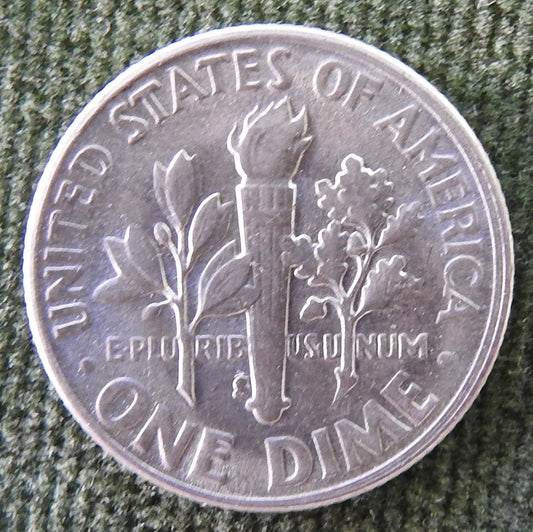 UNITED STATES OF AMERICA
E·PLURIBUS·UNUM
S
· ONE DIME ·